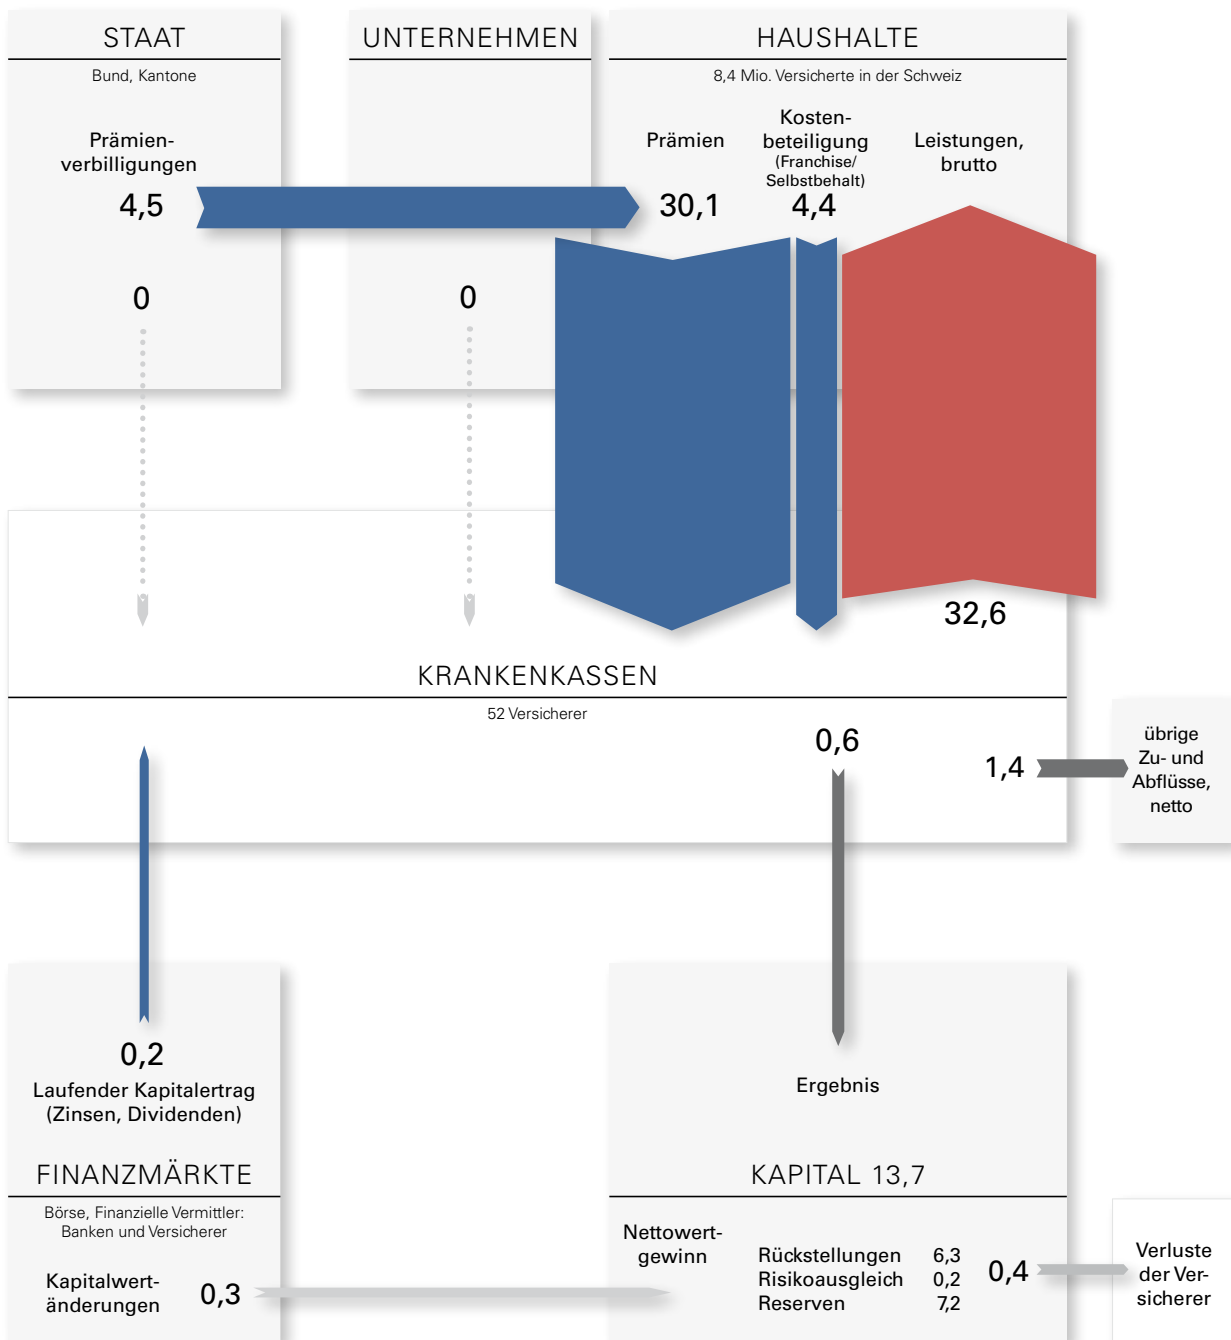 STAAT
Bund, Kantone
Prämien-
verbilligungen
4,5
0
UNTERNEHMEN
0
HAUSHALTE
8,4 Mio. Versicherte in der Schweiz
Prämien
30,1
Kosten-
beteiligung
(Franchise/
Selbstbehalt)
4,4
Leistungen,
brutto
32,6
KRANKENKASSEN
52 Versicherer
0,6
1,4
übrige
Zu- und
Abflüsse,
netto
0,2
Laufender Kapitalertrag
(Zinsen, Dividenden)
FINANZMÄRKTE
Börse, Finanzielle Vermittler:
Banken und Versicherer
Kapitalwert-
änderungen
0,3
Ergebnis
KAPITAL 13,7
Nettowert-
gewinn
Rückstellungen 6,3
Risikoausgleich 0,2
Reserven 7,2
0,4
Verluste
der Ver-
sicherer